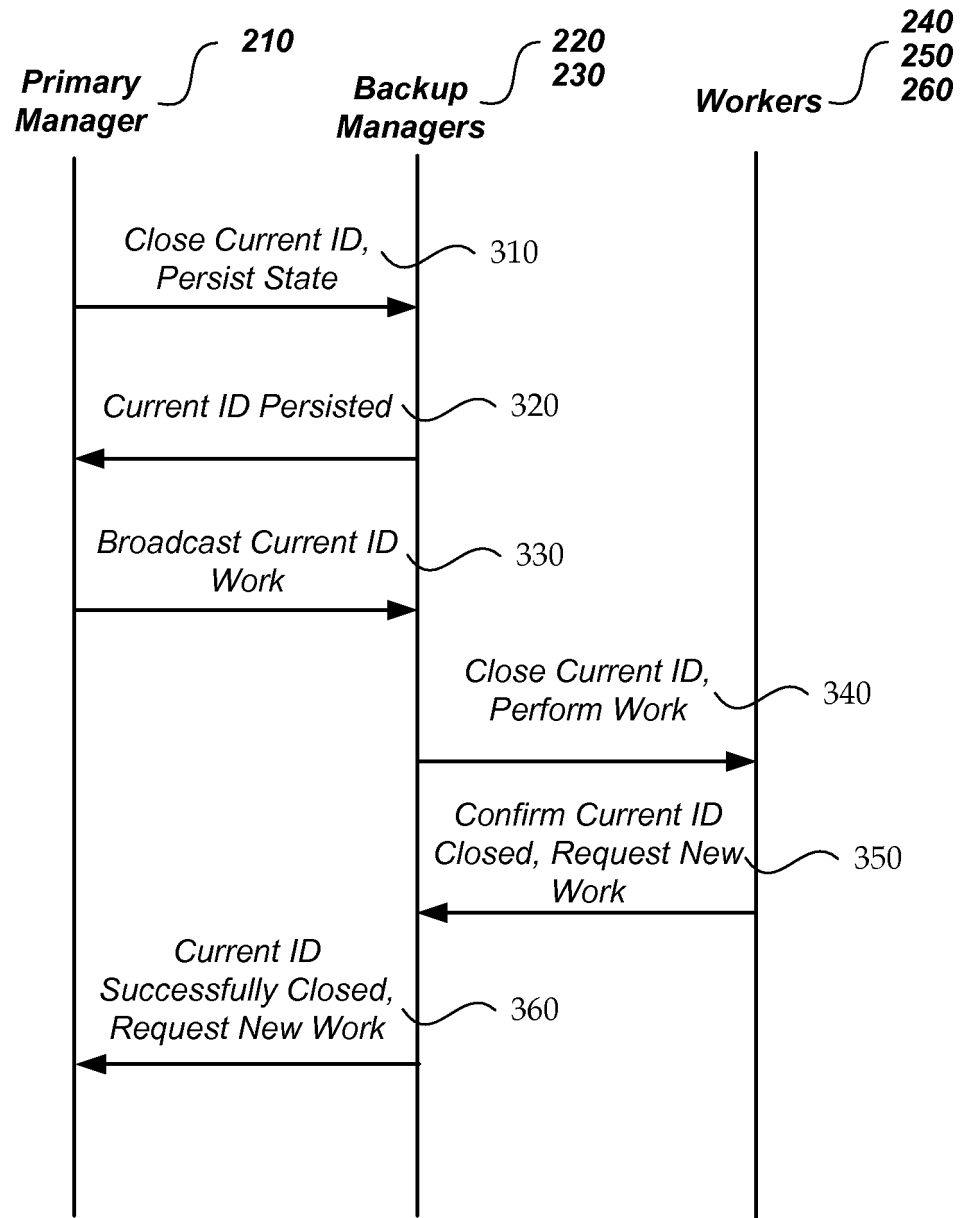 Primary
Manager
210
Backup
Managers
220
230
Workers
240
250
260
Close Current ID,
Persist State
310
Current ID Persisted
320
Broadcast Current ID
Work
330
Close Current ID,
Perform Work
340
Confirm Current ID
Closed, Request New
Work
350
Current ID
Successfully Closed,
Request New Work
360